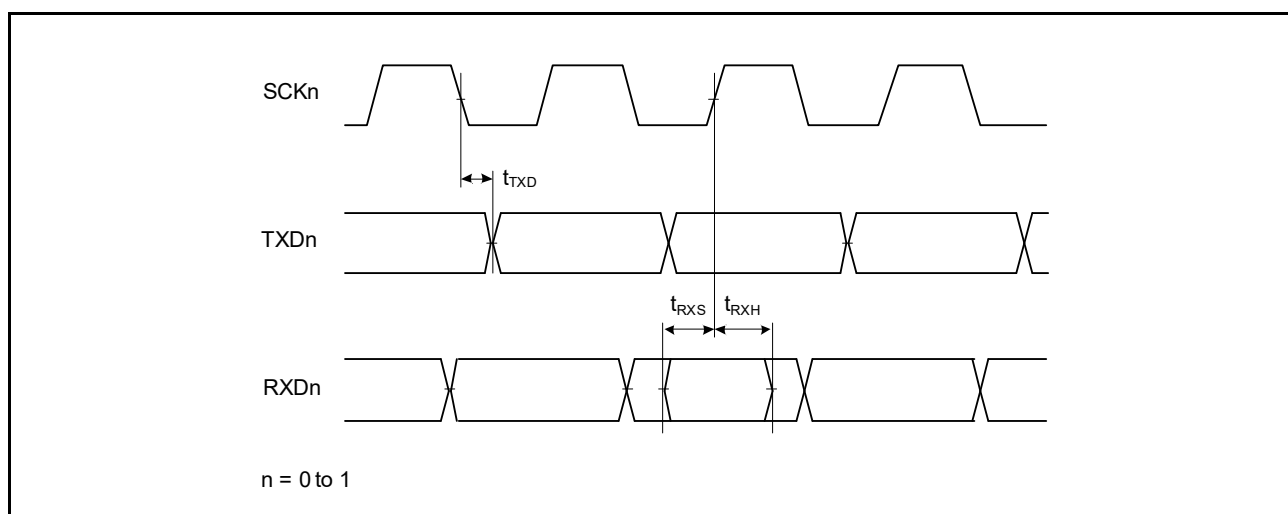 SCKn
tTXD
TXDn
tRXS tRXH
RXDn
n = 0 to 1